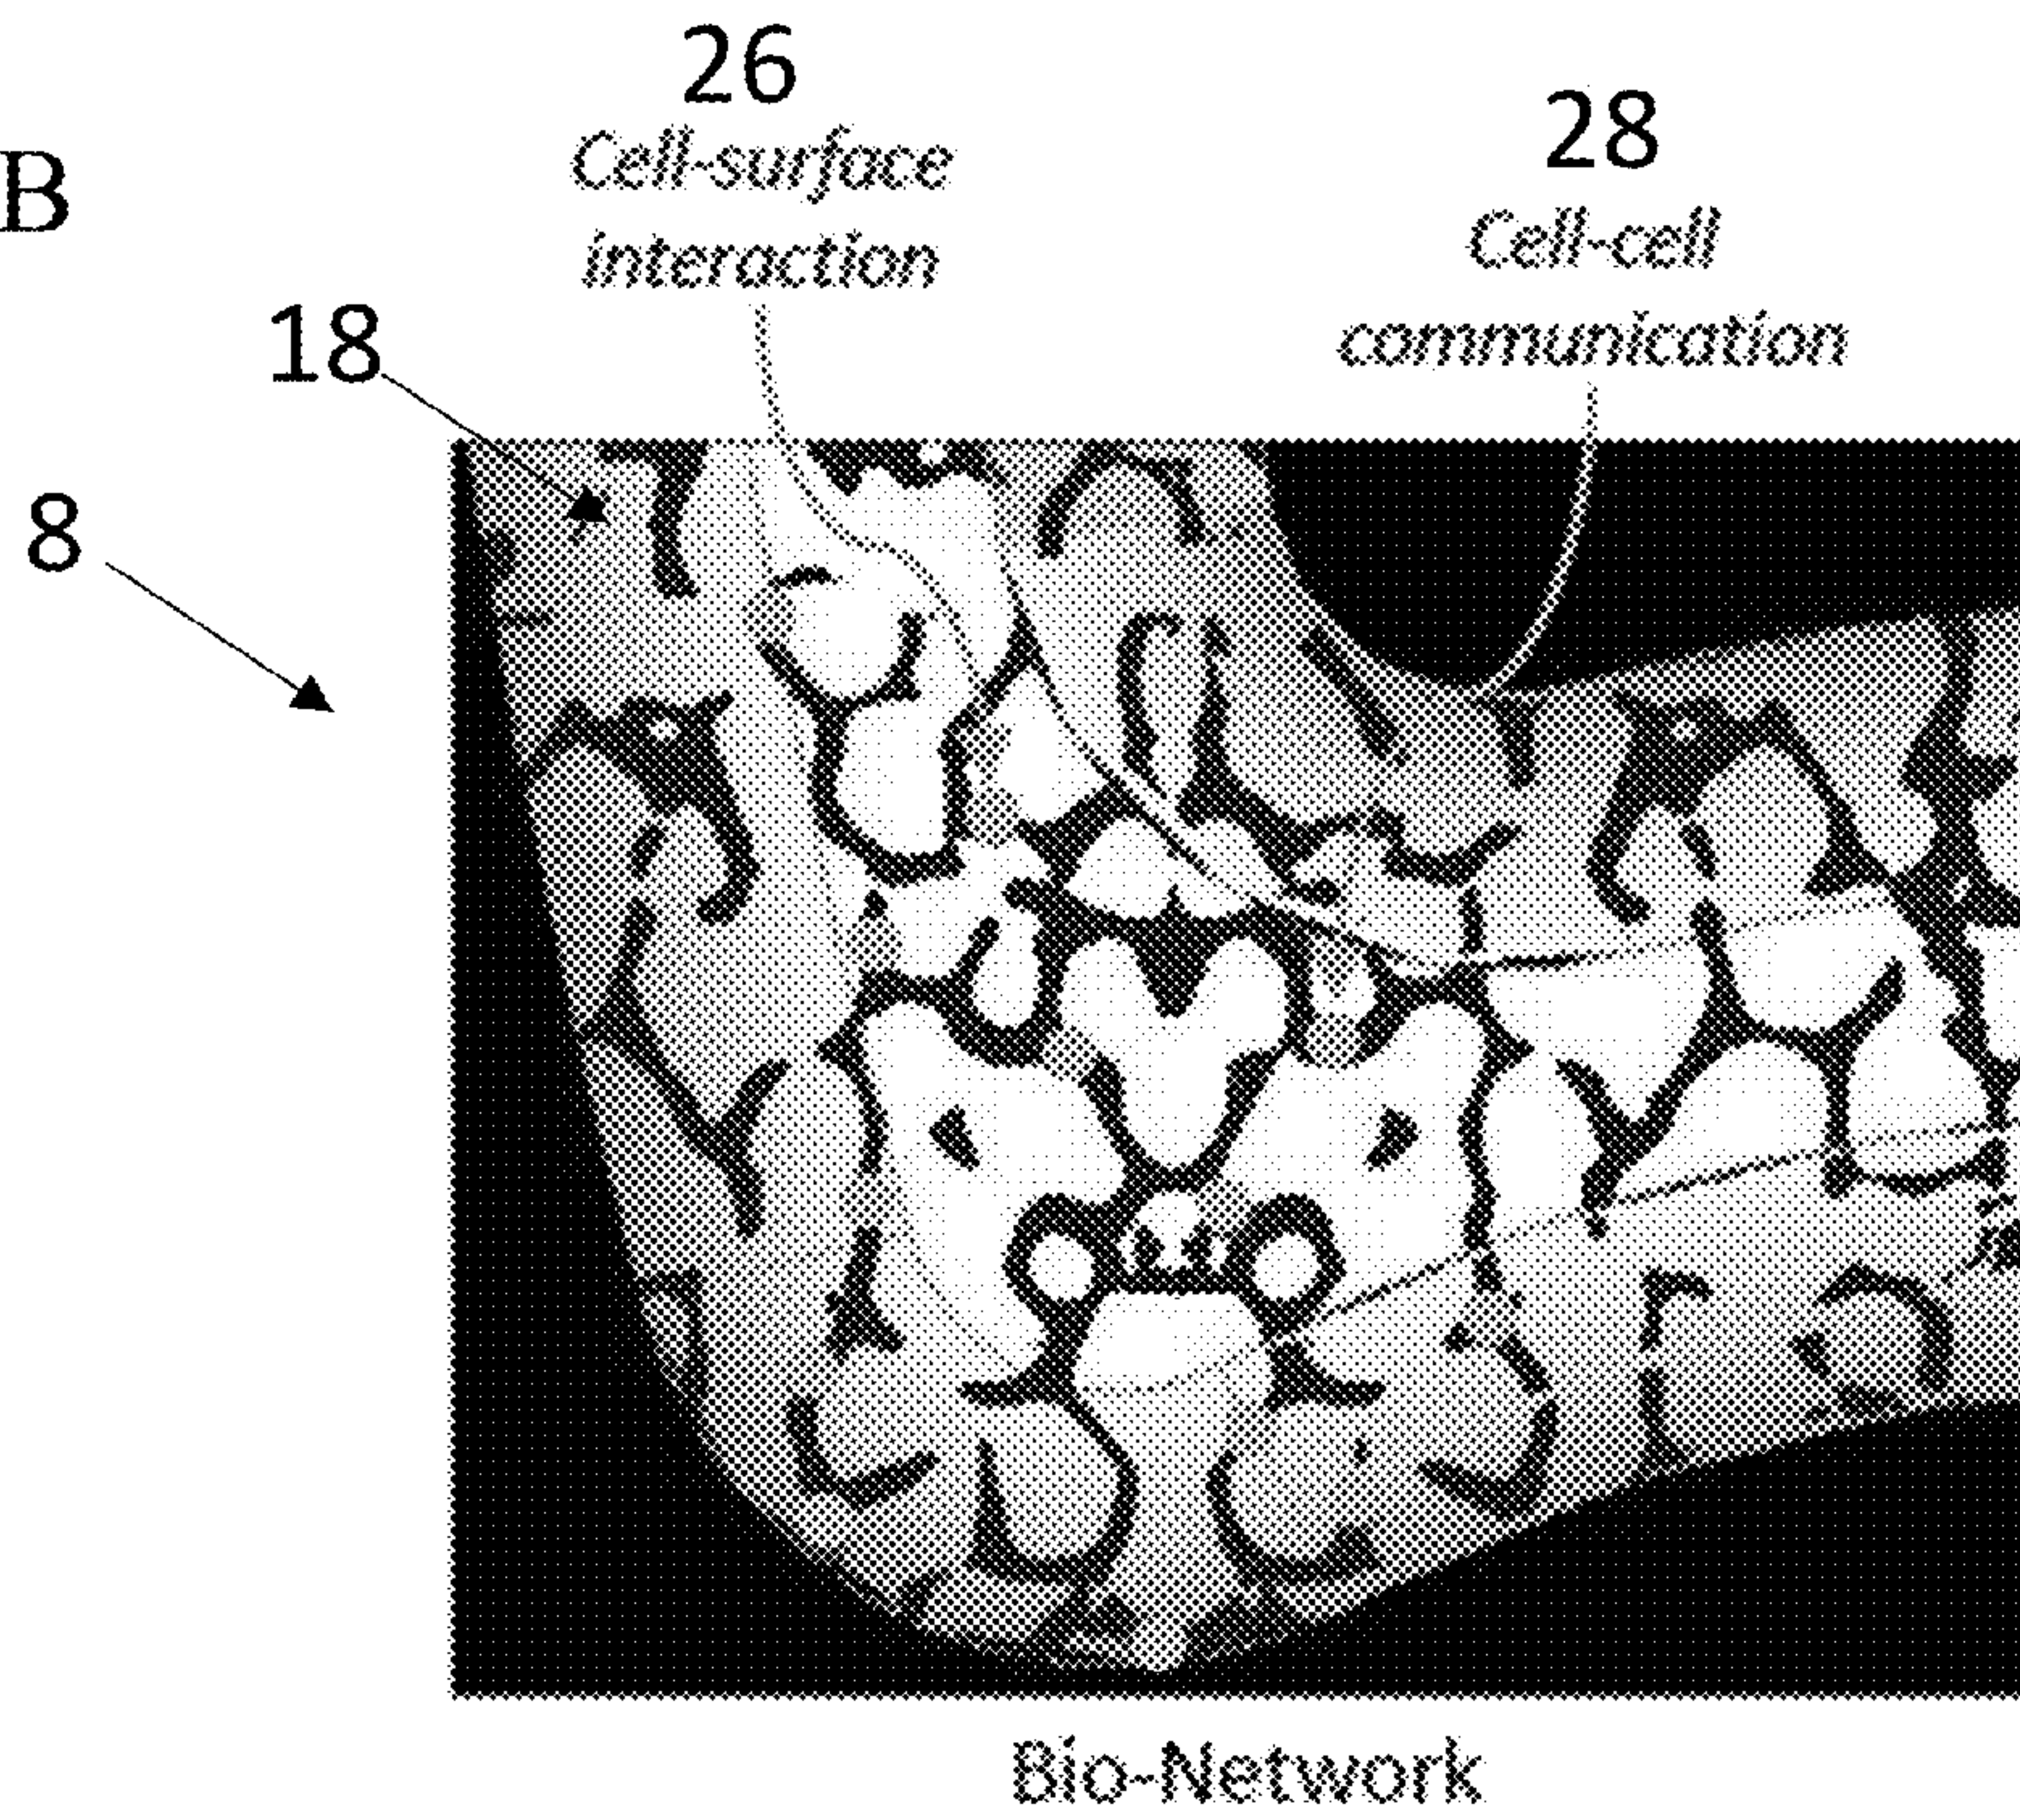 26
Cell-surface
interaction
28
Cell-cell
communication
B
18
8
Bio-Network